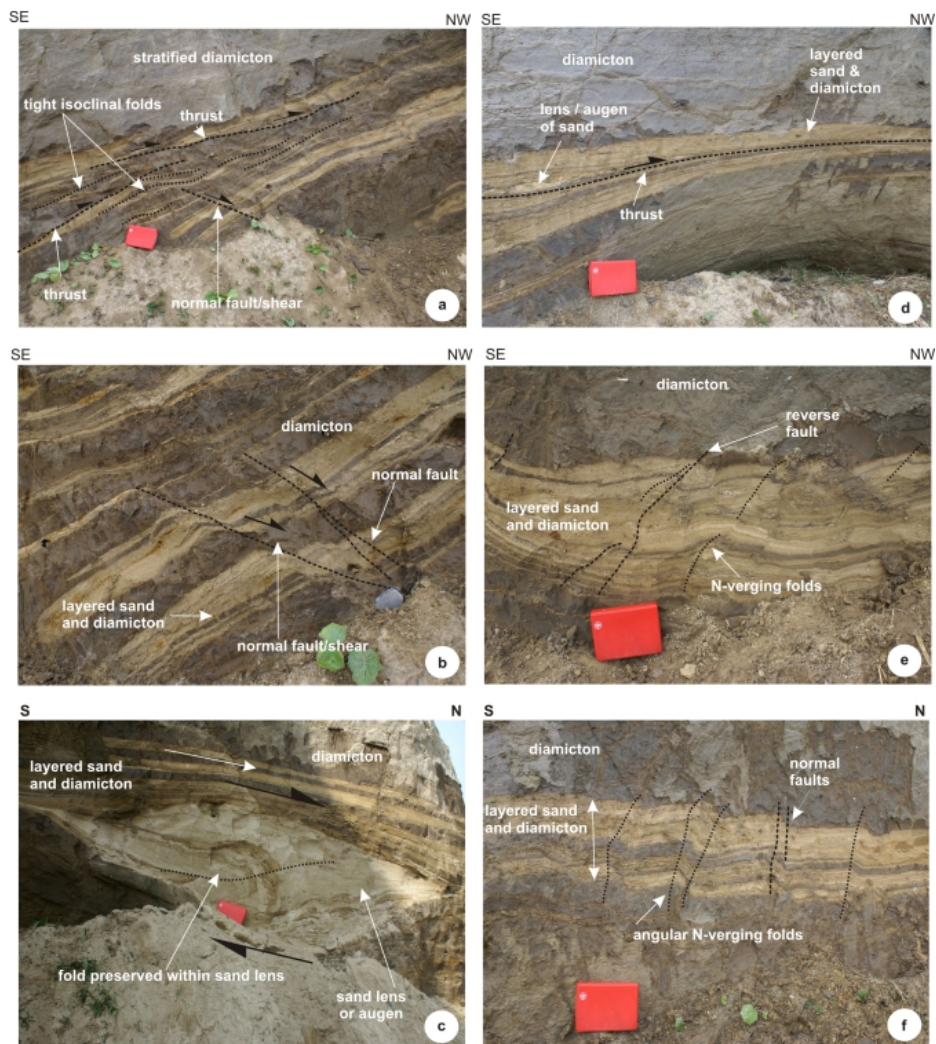 SE NW
stratified diamicton
tight isoclinal folds
thrust
thrust
normal fault/shear
a
SE NW
diamicton
layered
sand &
diamicton
lens / augen
of sand
thrust
d
SE NW
diamicton
normal fault
layered sand
and diamicton
normal fault/shear
b
SE NW
diamicton
reverse
fault
layered sand
and diamicton
N-verging folds
e
S N
diamicton
layered sand
and diamicton
fold preserved within sand lens
sand lens
or augen
c
S N
diamicton
normal
faults
layered sand
and diamicton
angular N-verging folds
f